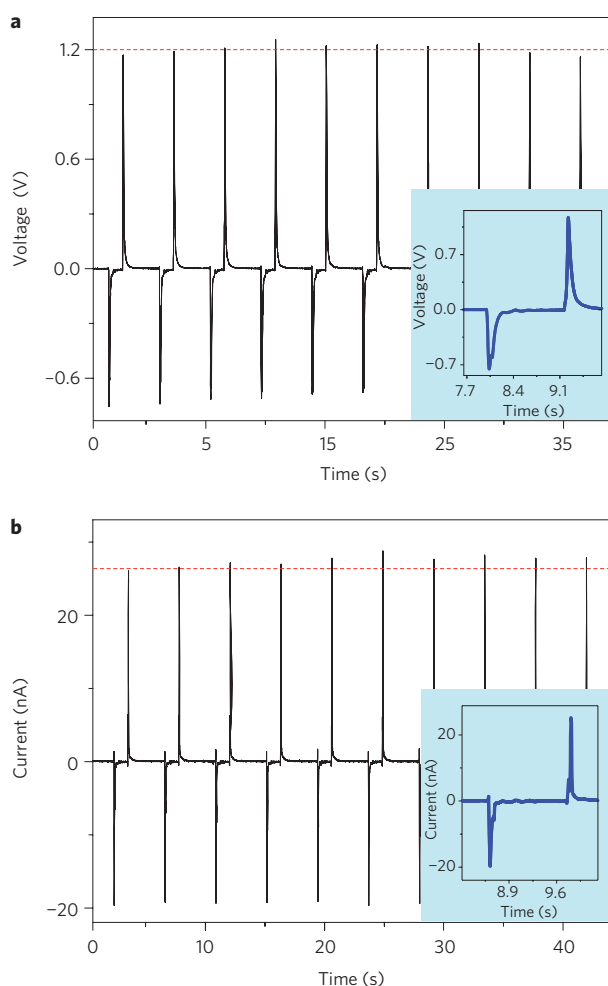 a
1.2
0.6
0.0
−0.6
Voltage (V)
0 5 15 25 35
Time (s)
0.7
0.0
−0.7
Voltage (V)
7.7 8.4 9.1
Time (s)
b
20
0
−20
Current (nA)
0 10 20 30 40
Time (s)
20
10
0
−20
Current (nA)
8.9 9.6
Time (s)